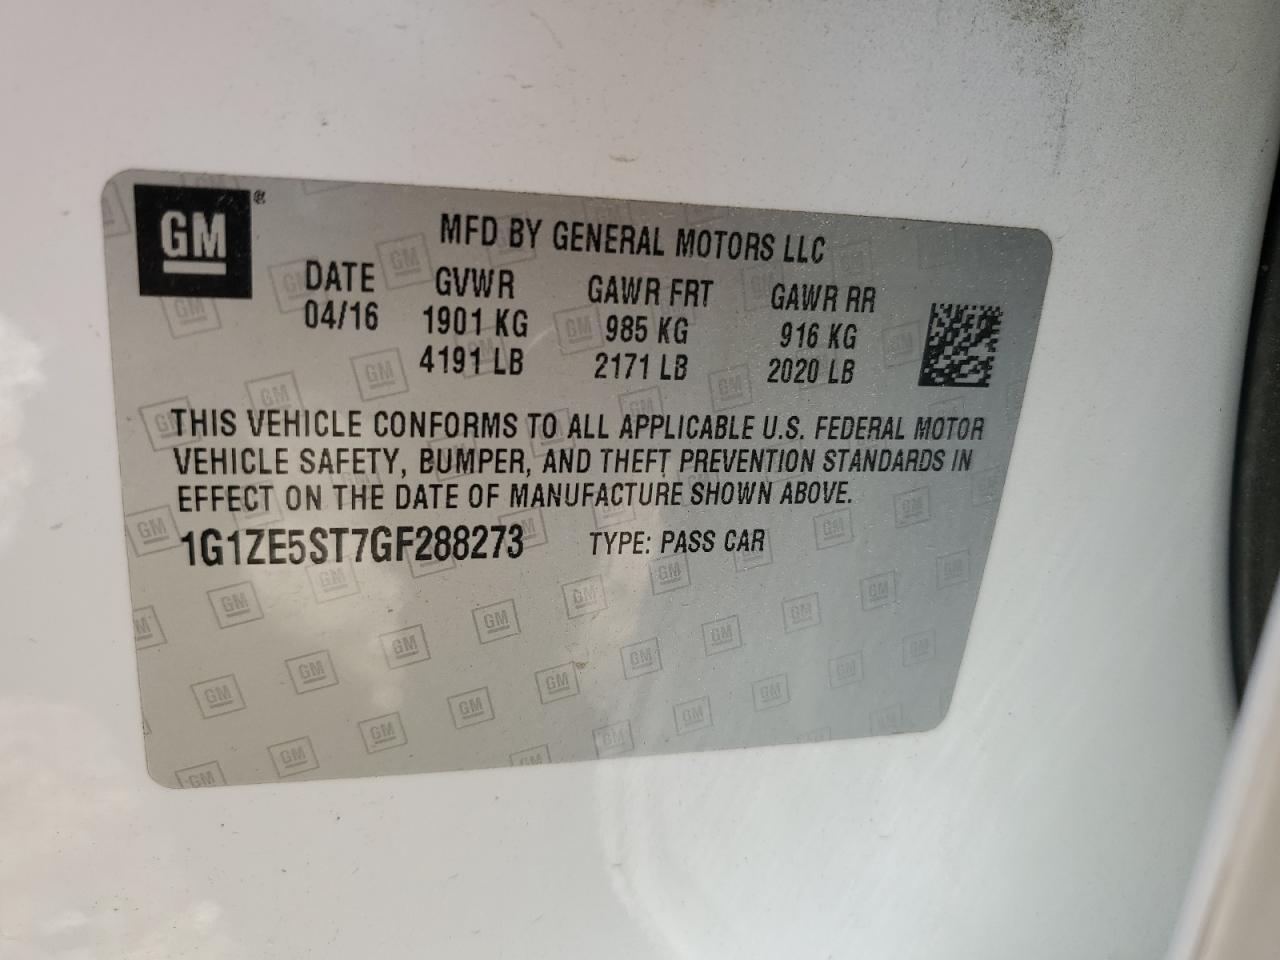 GM®
MFD BY GENERAL MOTORS LLC
DATE GVWR GAWR FRT GAWR RR
04/16 1901 KG 985 KG 916 KG
4191 LB 2171 LB 2020 LB
THIS VEHICLE CONFORMS TO ALL APPLICABLE U.S. FEDERAL MOTOR
VEHICLE SAFETY, BUMPER, AND THEFT PREVENTION STANDARDS IN
EFFECT ON THE DATE OF MANUFACTURE SHOWN ABOVE.
1G1ZE5ST7GF288273 TYPE: PASS CAR